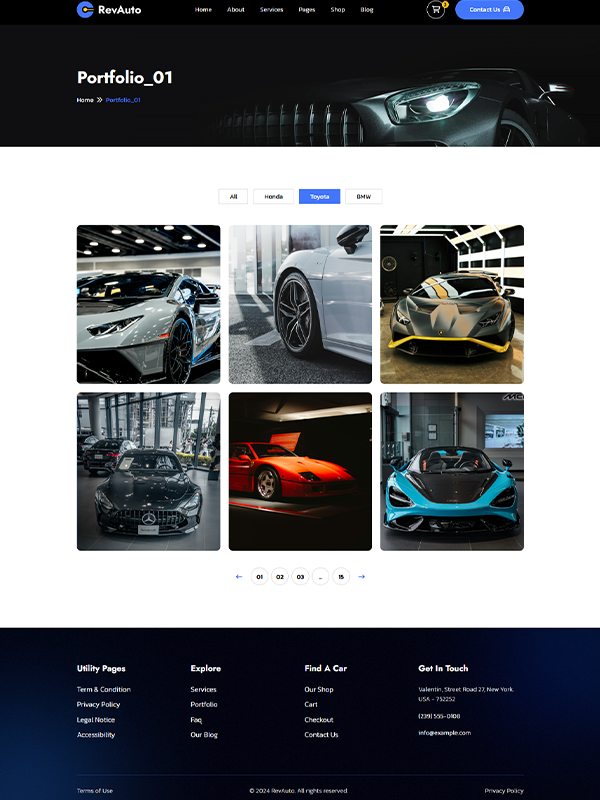 RevAuto
Home About Services Pages Shop Blog
Contact Us
Portfolio_01
Home Portfolio_01
All Honda Toyota BMW
01 02 03 ... 15
Utility Pages
Term & Condition
Privacy Policy
Legal Notice
Accessibility
Explore
Services
Portfolio
Faq
Our Blog
Find A Car
Our Shop
Cart
Checkout
Contact Us
Get In Touch
Valentin, Street Road 27, New York,
USA - 752252
(239) 555-0108
info@example.com
Terms of Use
© 2024 RevAuto. All rights reserved.
Privacy Policy